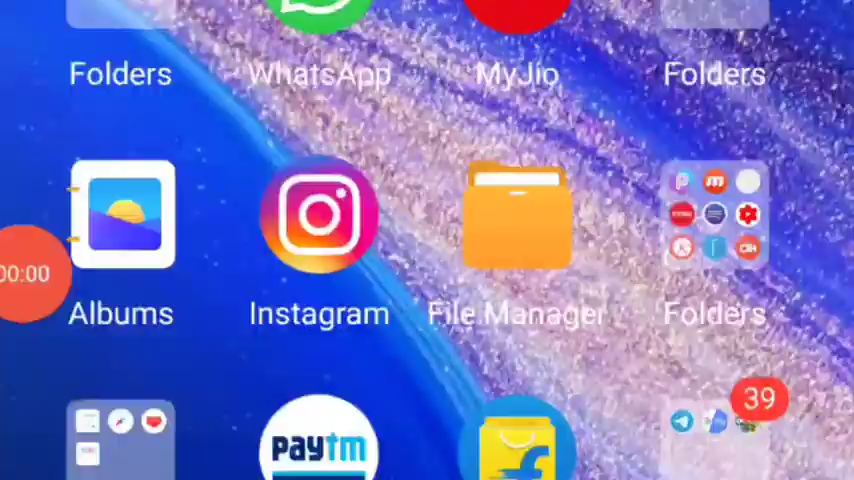 Folders WhatsApp MyJio Folders
00:00
Albums Instagram File Manager Folders
39
paytm